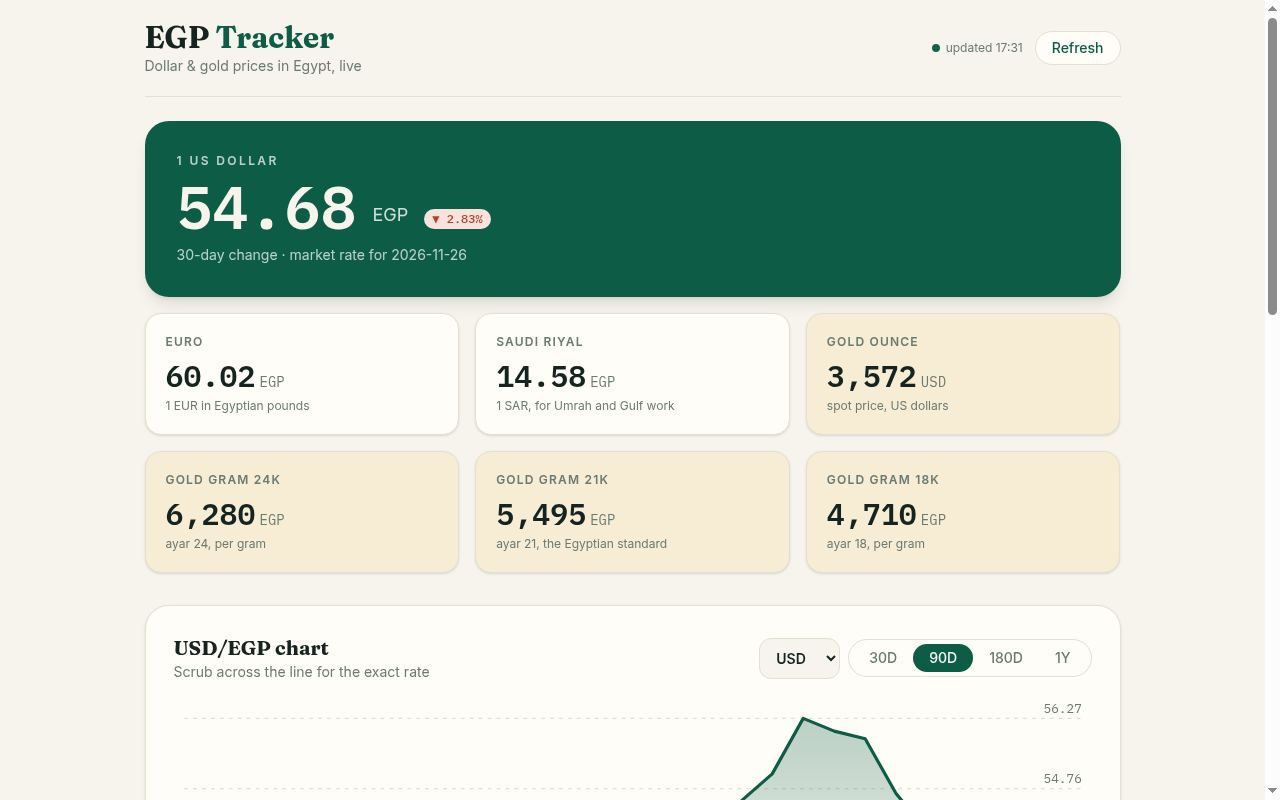 EGP Tracker
Dollar & gold prices in Egypt, live
updated 17:31
Refresh
1 US DOLLAR
54.68 EGP ▼ 2.83%
30-day change · market rate for 2026-11-26
EURO
60.02 EGP
1 EUR in Egyptian pounds
SAUDI RIYAL
14.58 EGP
1 SAR, for Umrah and Gulf work
GOLD OUNCE
3,572 USD
spot price, US dollars
GOLD GRAM 24K
6,280 EGP
ayar 24, per gram
GOLD GRAM 21K
5,495 EGP
ayar 21, the Egyptian standard
GOLD GRAM 18K
4,710 EGP
ayar 18, per gram
USD/EGP chart
Scrub across the line for the exact rate
USD
30D 90D 180D 1Y
56.27
54.76